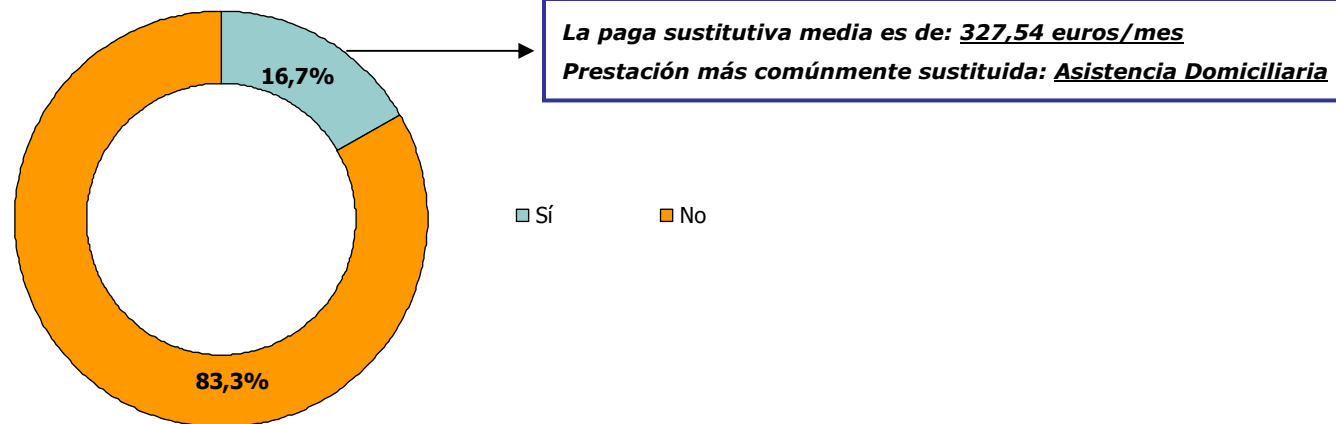 La paga sustitutiva media es de: 327,54 euros/mes
Prestación más comúnmente sustituida: Asistencia Domiciliaria
16,7%
Sí
No
83,3%